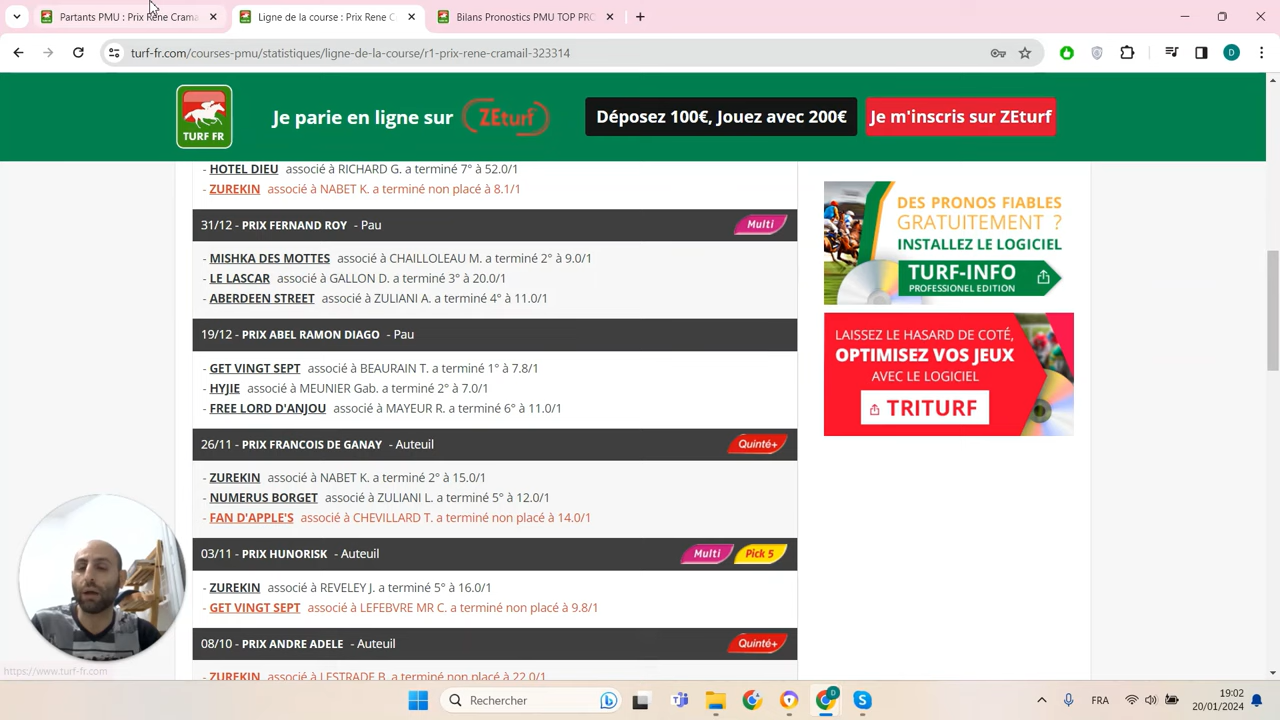 Partants PMU : Prix Rene Crama
Ligne de la course : Prix Rene C
Bilans Pronostics PMU TOP PRO
turf-fr.com/courses-pmu/statistiques/ligne-de-la-course/r1-prix-rene-cramail-323314
D
TURF FR
Je parie en ligne sur ZEturf
Déposez 100€, Jouez avec 200€
Je m'inscris sur ZEturf
- HOTEL DIEU associé à RICHARD G. a terminé 7° à 52.0/1
- ZUREKIN associé à NABET K. a terminé non placé à 8.1/1
31/12 - PRIX FERNAND ROY - Pau Multi
- MISHKA DES MOTTES associé à CHAILLOLEAU M. a terminé 2° à 9.0/1
- LE LASCAR associé à GALLON D. a terminé 3° à 20.0/1
- ABERDEEN STREET associé à ZULIANI A. a terminé 4° à 11.0/1
19/12 - PRIX ABEL RAMON DIAGO - Pau
- GET VINGT SEPT associé à BEAURAIN T. a terminé 1° à 7.8/1
- HYJIE associé à MEUNIER Gab. a terminé 2° à 7.0/1
- FREE LORD D'ANJOU associé à MAYEUR R. a terminé 6° à 11.0/1
26/11 - PRIX FRANCOIS DE GANAY - Auteuil Quinté+
- ZUREKIN associé à NABET K. a terminé 2° à 15.0/1
- NUMERUS BORGET associé à ZULIANI L. a terminé 5° à 12.0/1
- FAN D'APPLE'S associé à CHEVILLARD T. a terminé non placé à 14.0/1
03/11 - PRIX HUNORISK - Auteuil Multi Pick 5
- ZUREKIN associé à REVELEY J. a terminé 5° à 16.0/1
- GET VINGT SEPT associé à LEFEBVRE MR C. a terminé non placé à 9.8/1
08/10 - PRIX ANDRE ADELE - Auteuil Quinté+
- ZUREKIN associé à LESTRADE B. a terminé non placé à 22.0/1
DES PRONOS FIABLES
GRATUITEMENT ?
INSTALLEZ LE LOGICIEL
TURF-INFO
PROFESSIONEL EDITION
LAISSEZ LE HASARD DE COTÉ,
OPTIMISEZ VOS JEUX
AVEC LE LOGICIEL
TRITURF
https://www.turf-fr.com
Rechercher
FRA
19:02
20/01/2024